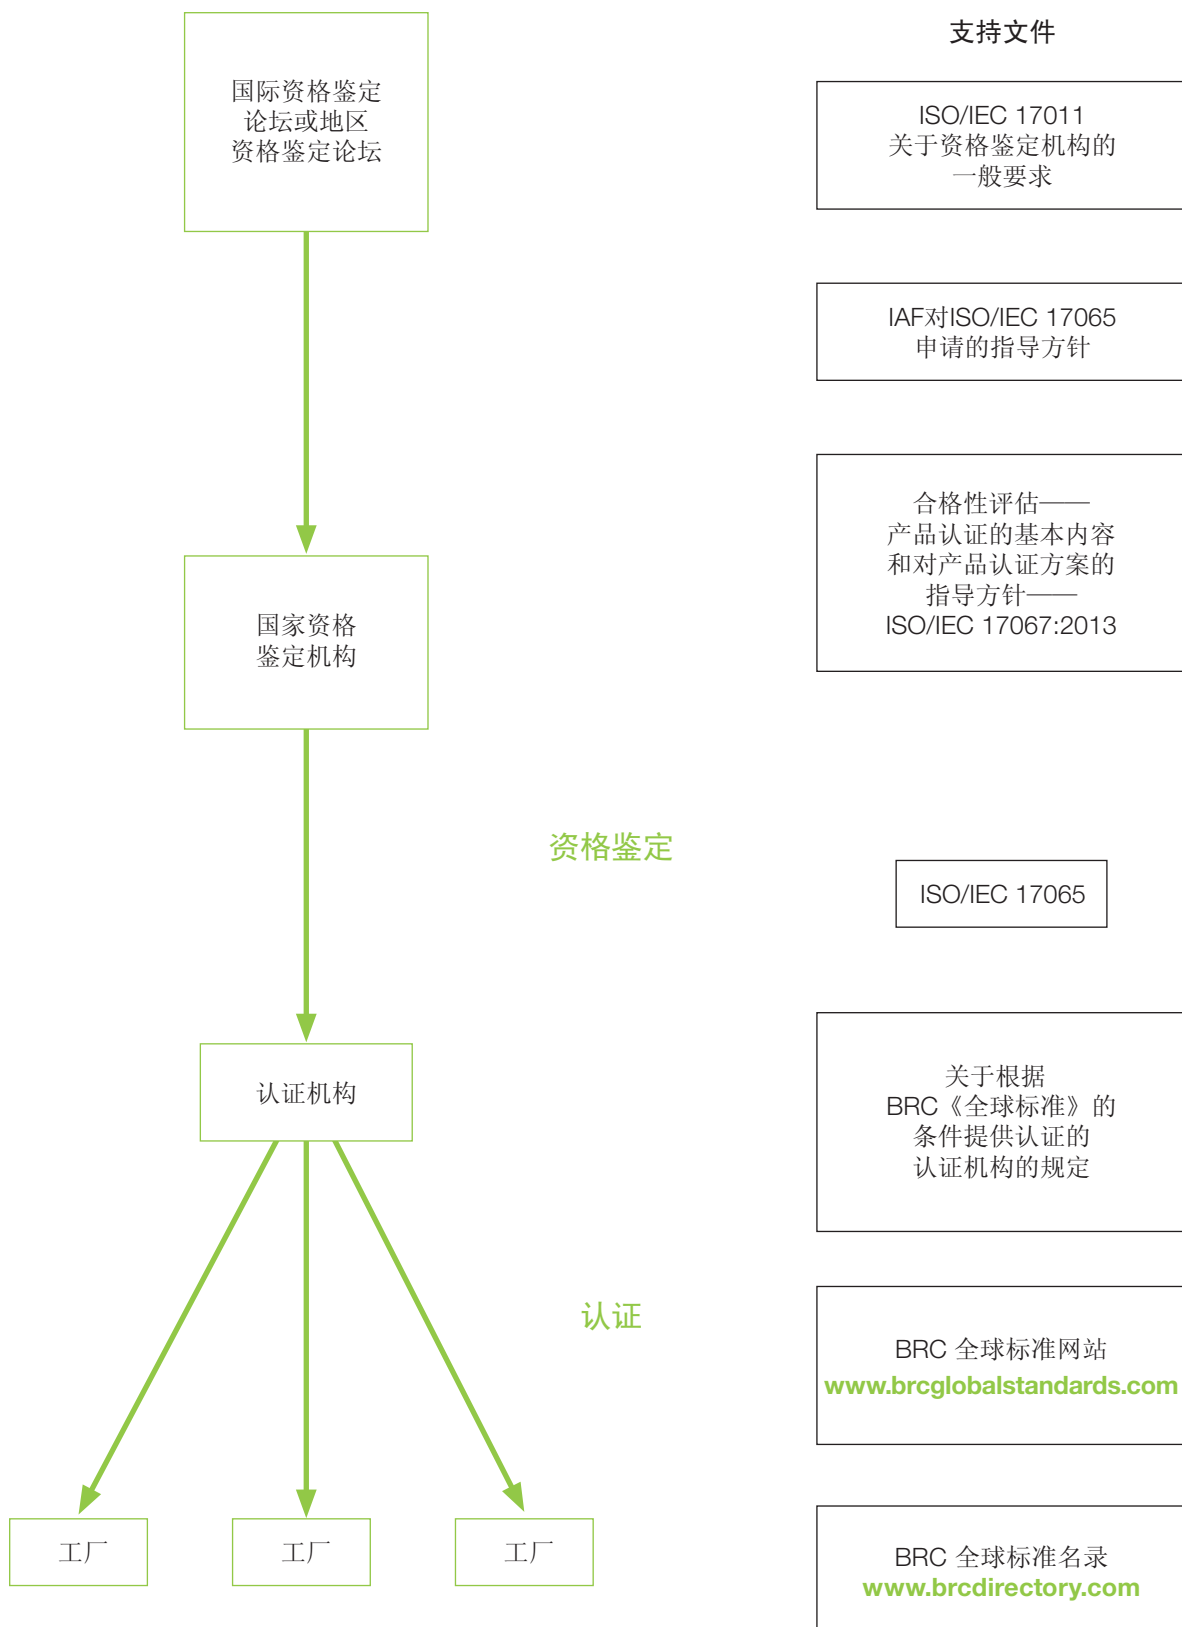 国际资格鉴定
论坛或地区
资格鉴定论坛
国家资格
鉴定机构
资格鉴定
认证机构
认证
工厂
工厂
工厂
支持文件
ISO/IEC 17011
关于资格鉴定机构的
一般要求
IAF对ISO/IEC 17065
申请的指导方针
合格性评估——
产品认证的基本内容
和对产品认证方案的
指导方针——
ISO/IEC 17067:2013
ISO/IEC 17065
关于根据
BRC《全球标准》的
条件提供认证的
认证机构的规定
BRC 全球标准网站
www.brcglobalstandards.com
BRC 全球标准名录
www.brcdirectory.com